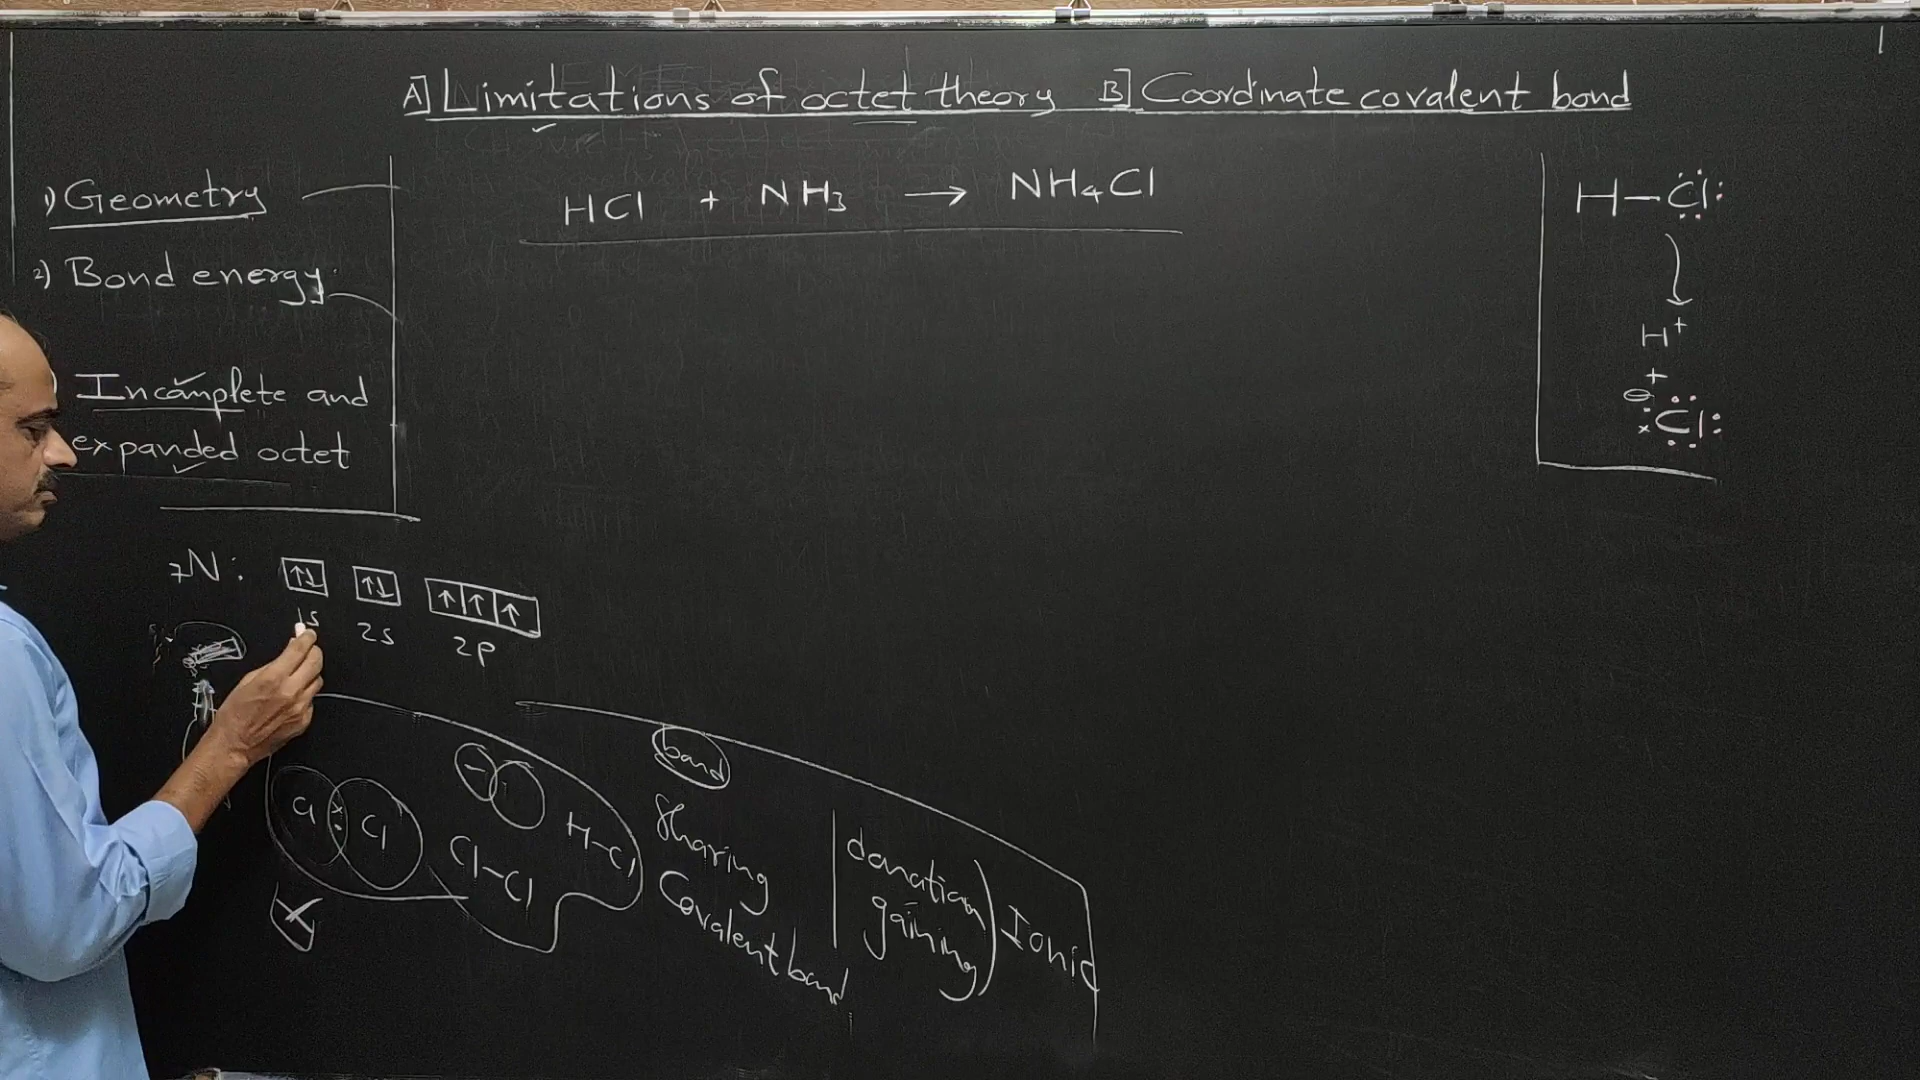 A] Limitations of octet theory B] Coordinate covalent bond
1) Geometry
2) Bond energy
) Incomplete and
expanded octet
HCl + NH₃ → NH₄Cl
H—Cl
H⁺
+
⊖
Cl
₇N:
↑↓ ↑↓ ↑ ↑ ↑
1s 2s 2p
Cl Cl
Cl—Cl
H—Cl
bond
Sharing
Covalent bond
donation
gaining
Ionic